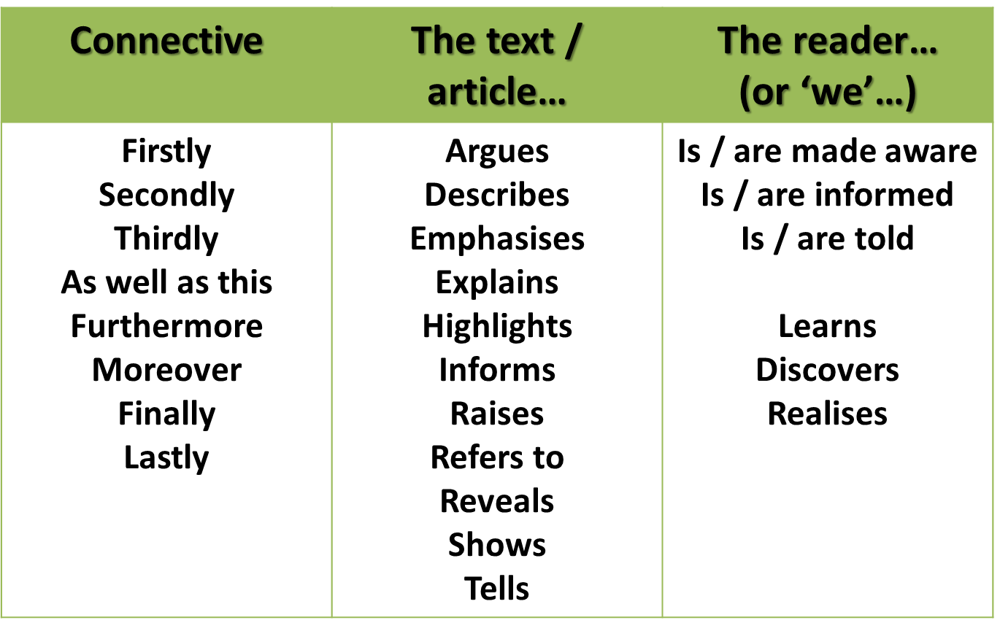 Connective
The text /
article…
The reader…
(or ‘we’…)
Firstly
Secondly
Thirdly
As well as this
Furthermore
Moreover
Finally
Lastly
Argues
Describes
Emphasises
Explains
Highlights
Informs
Raises
Refers to
Reveals
Shows
Tells
Is / are made aware
Is / are informed
Is / are told
Learns
Discovers
Realises